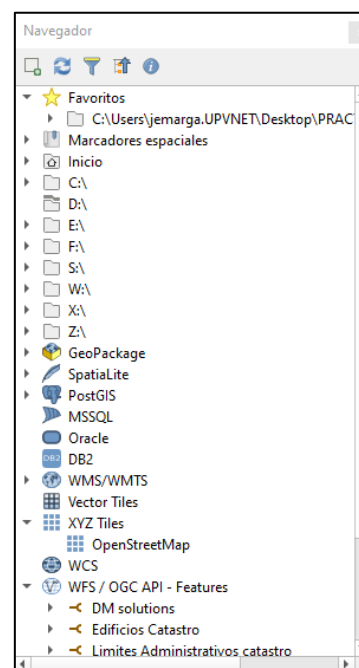 Navegador
Favoritos
C:\Users\jemarga.UPVNET\Desktop\PRAC
Marcadores espaciales
Inicio
C:\
D:\
E:\
F:\
S:\
W:\
X:\
Z:\
GeoPackage
SpatiaLite
PostGIS
MSSQL
Oracle
DB2 DB2
WMS/WMTS
Vector Tiles
XYZ Tiles
OpenStreetMap
WCS
WFS / OGC API - Features
DM solutions
Edificios Catastro
Limites Administrativos catastro